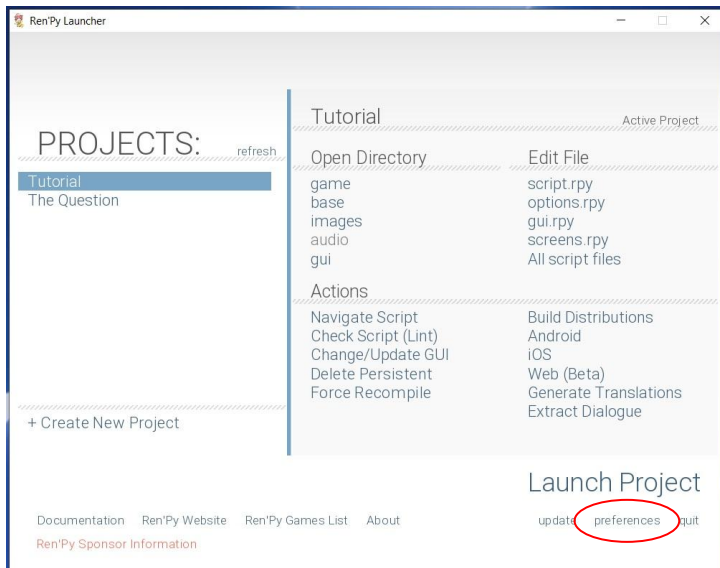 Ren'Py Launcher
PROJECTS:
refresh
Tutorial
The Question
+ Create New Project
Tutorial
Active Project
Open Directory
game
base
images
audio
gui
Edit File
script.rpy
options.rpy
gui.rpy
screens.rpy
All script files
Actions
Navigate Script
Check Script (Lint)
Change/Update GUI
Delete Persistent
Force Recompile
Build Distributions
Android
iOS
Web (Beta)
Generate Translations
Extract Dialogue
Launch Project
Documentation Ren'Py Website Ren'Py Games List About
update preferences quit
Ren'Py Sponsor Information